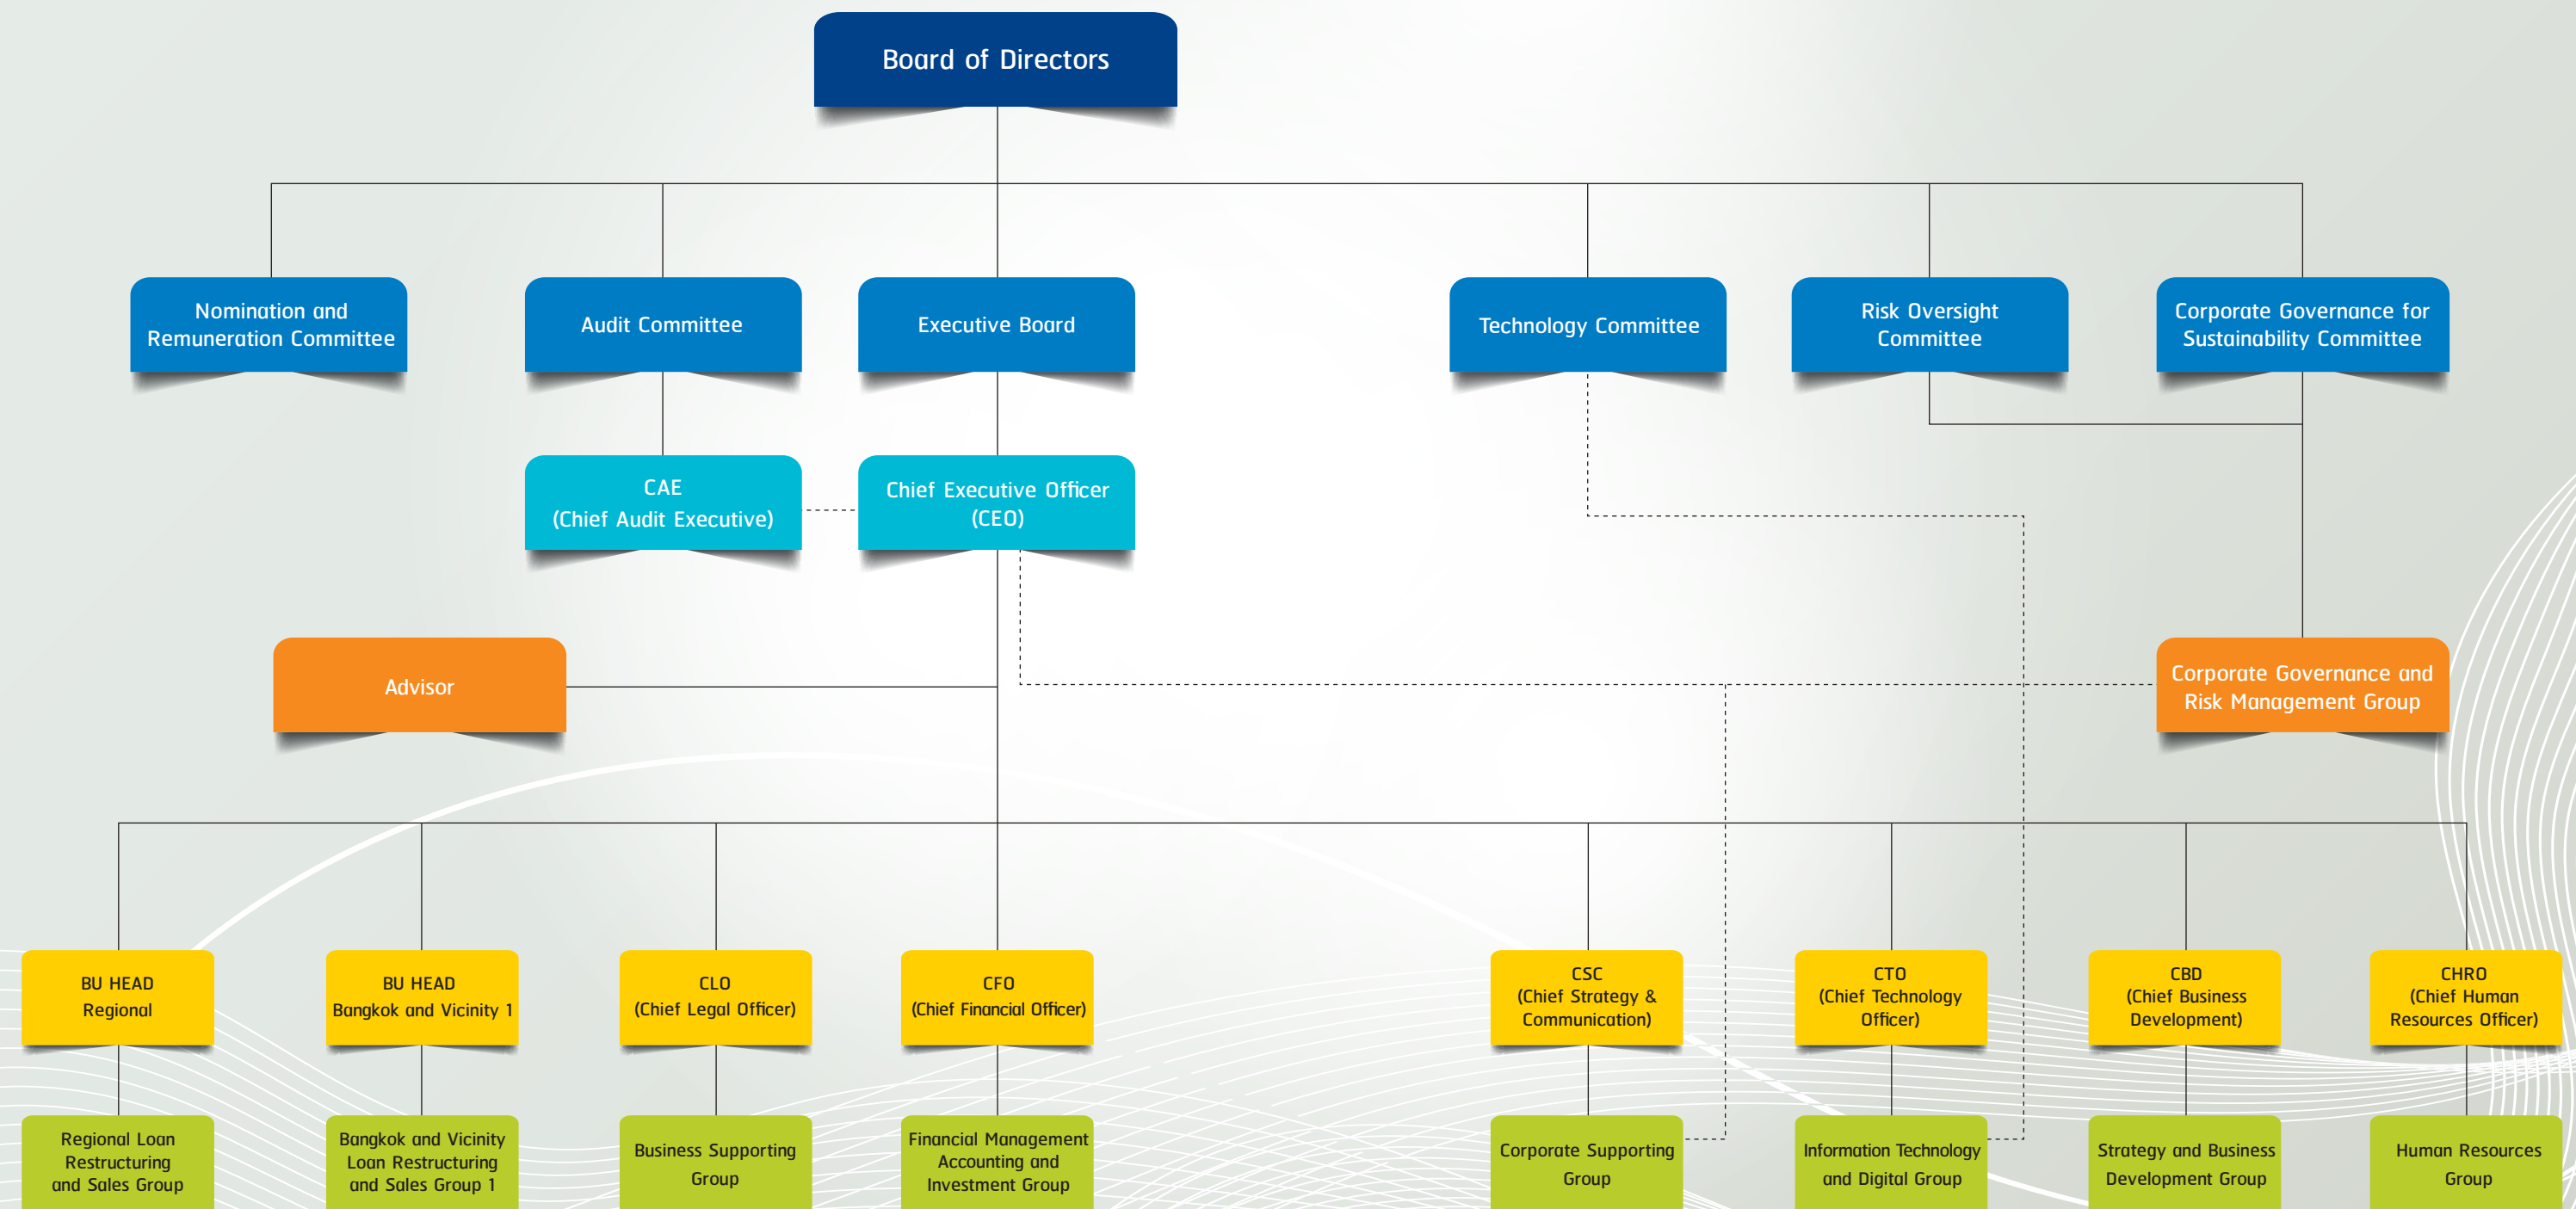 Board of Directors
Nomination and
Remuneration Committee
Audit Committee
Executive Board
Technology Committee
Risk Oversight
Committee
Corporate Governance for
Sustainability Committee
CAE
(Chief Audit Executive)
Chief Executive Officer
(CEO)
Advisor
Corporate Governance and
Risk Management Group
BU HEAD
Regional
BU HEAD
Bangkok and Vicinity 1
CLO
(Chief Legal Officer)
CFO
(Chief Financial Officer)
CSC
(Chief Strategy &
Communication)
CTO
(Chief Technology
Officer)
CBD
(Chief Business
Development)
CHRO
(Chief Human
Resources Officer)
Regional Loan
Restructuring
and Sales Group
Bangkok and Vicinity
Loan Restructuring
and Sales Group 1
Business Supporting
Group
Financial Management
Accounting and
Investment Group
Corporate Supporting
Group
Information Technology
and Digital Group
Strategy and Business
Development Group
Human Resources
Group